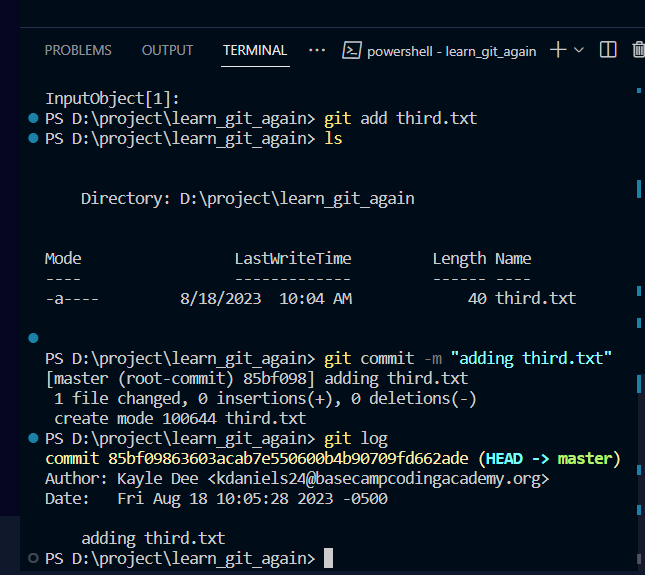 PROBLEMS OUTPUT TERMINAL ··· powershell - learn_git_again
InputObject[1]:
PS D:\project\learn_git_again> git add third.txt
PS D:\project\learn_git_again> ls
Directory: D:\project\learn_git_again
Mode LastWriteTime Length Name
---- ------------- ------ ----
-a---- 8/18/2023 10:04 AM 40 third.txt
PS D:\project\learn_git_again> git commit -m "adding third.txt"
[master (root-commit) 85bf098] adding third.txt
1 file changed, 0 insertions(+), 0 deletions(-)
create mode 100644 third.txt
PS D:\project\learn_git_again> git log
commit 85bf09863603acab7e550600b4b90709fd662ade (HEAD -> master)
Author: Kayle Dee <kdaniels24@basecampcodingacademy.org>
Date: Fri Aug 18 10:05:28 2023 -0500
adding third.txt
PS D:\project\learn_git_again>